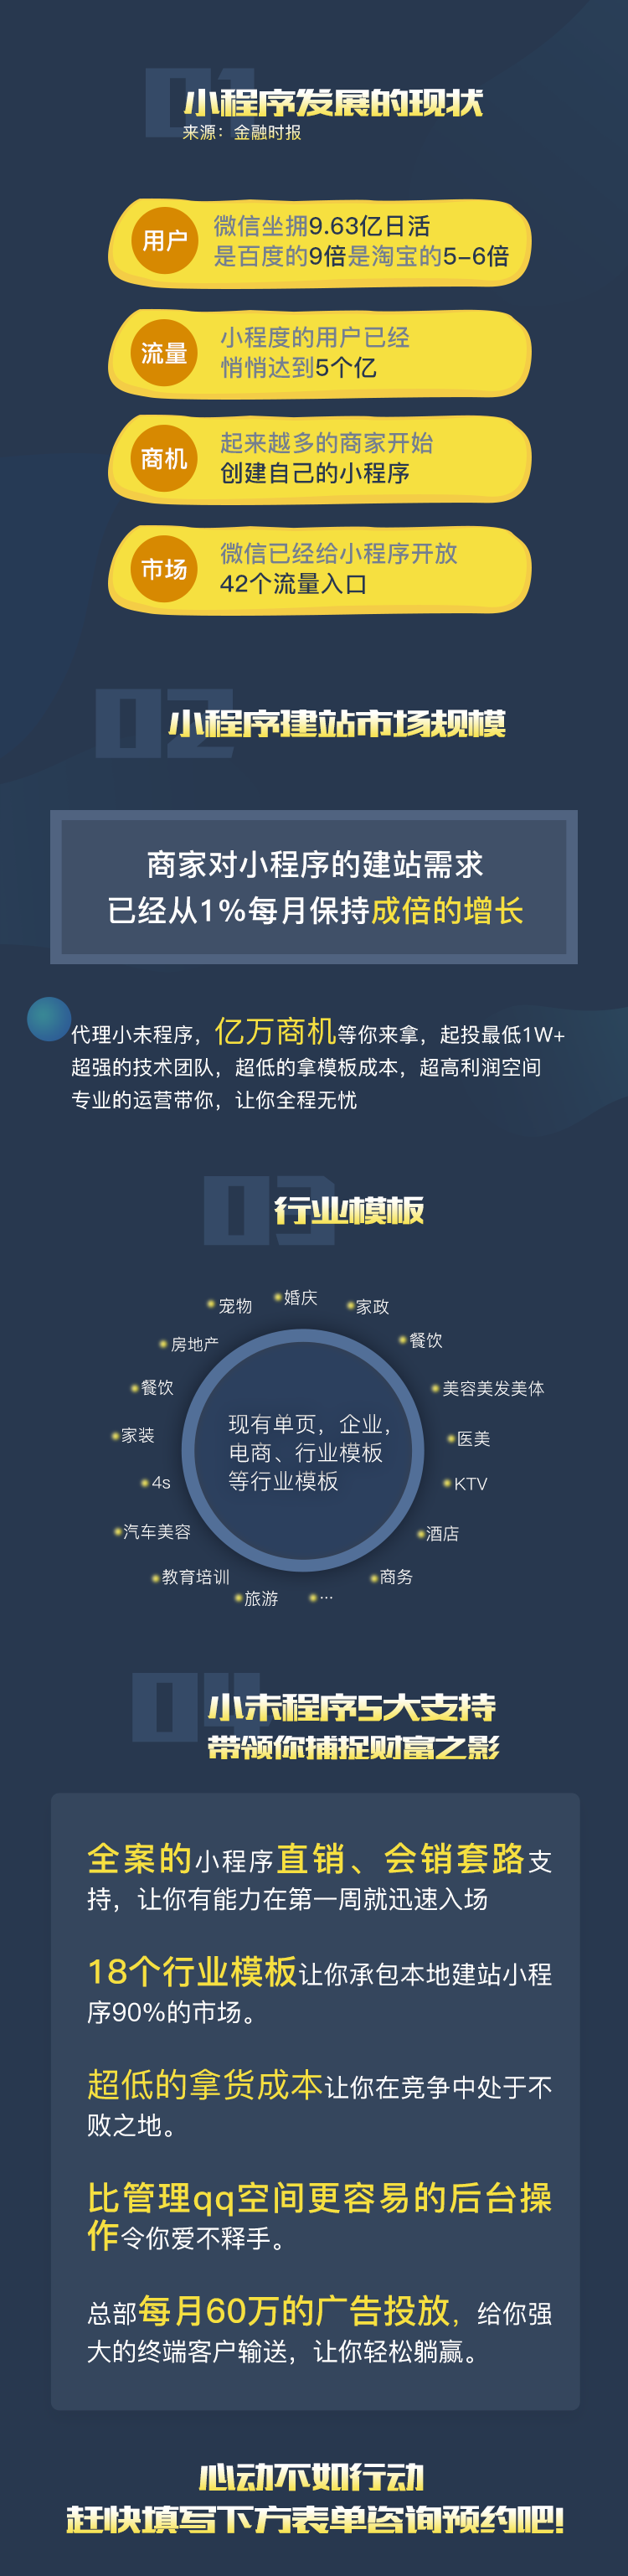 01
小程序发展的现状
来源：金融时报
用户
微信坐拥9.63亿日活
是百度的9倍是淘宝的5-6倍
流量
小程度的用户已经
悄悄达到5个亿
商机
起来越多的商家开始
创建自己的小程序
市场
微信已经给小程序开放
42个流量入口
02
小程序建站市场规模
商家对小程序的建站需求
已经从1%每月保持成倍的增长
代理小未程序，亿万商机等你来拿，起投最低1W+
超强的技术团队，超低的拿模板成本，超高利润空间
专业的运营带你，让你全程无忧
03
行业模板
宠物
婚庆
家政
房地产
餐饮
餐饮
美容美发美体
家装
医美
4s
KTV
汽车美容
酒店
教育培训
商务
旅游
...
现有单页，企业，
电商、行业模板
等行业模板
04
小未程序5大支持
带领你捕捉财富之影
全案的小程序直销、会销套路支
持，让你有能力在第一周就迅速入场
18个行业模板让你承包本地建站小程
序90%的市场。
超低的拿货成本让你在竞争中处于不
败之地。
比管理qq空间更容易的后台操
作令你爱不释手。
总部每月60万的广告投放，给你强
大的终端客户输送，让你轻松躺赢。
心动不如行动
赶快填写下方表单咨询预约吧!